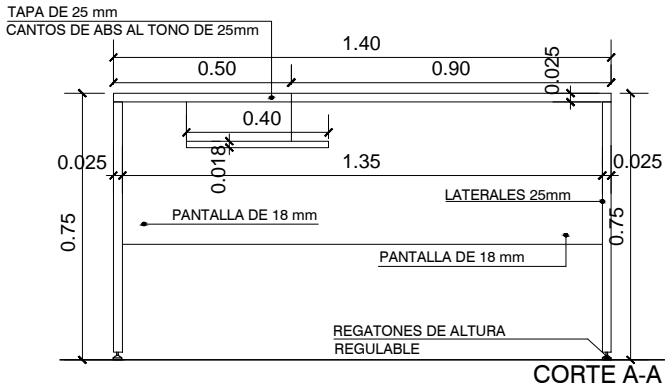 TAPA DE 25 mm
CANTOS DE ABS AL TONO DE 25mm
1.40
0.50
0.90
0.025
0.40
0.018
0.025
1.35
0.025
LATERALES 25mm
PANTALLA DE 18 mm
0.75
0.75
PANTALLA DE 18 mm
REGATONES DE ALTURA
REGULABLE
CORTE A-A